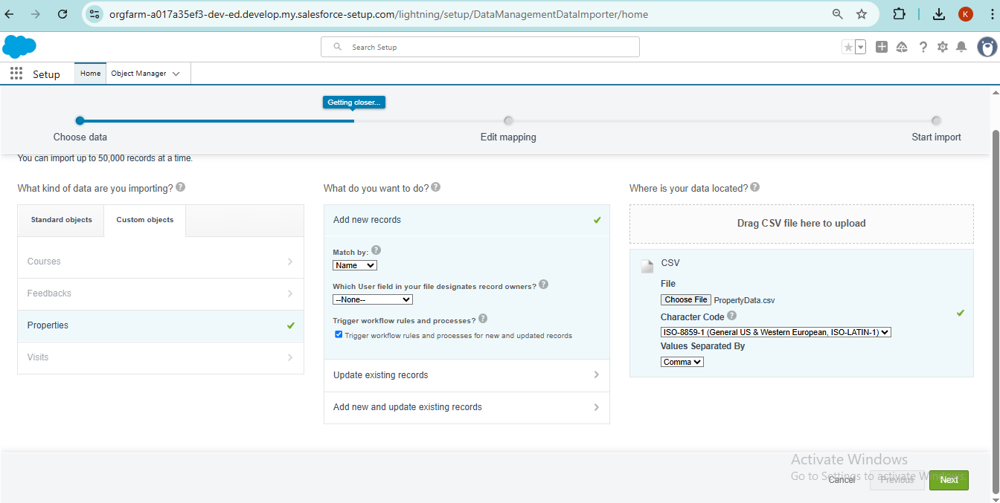 orgfarm-a017a35ef3-dev-ed.develop.my.salesforce-setup.com/lightning/setup/DataManagementDataImporter/home
K
Search Setup
Setup
Home
Object Manager
Getting closer...
Choose data
Edit mapping
Start import
You can import up to 50,000 records at a time.
What kind of data are you importing? ?
Standard objects
Custom objects
Courses
Feedbacks
Properties
Visits
What do you want to do? ?
Add new records
Match by: ?
Name
Which User field in your file designates record owners? ?
--None--
Trigger workflow rules and processes? ?
Trigger workflow rules and processes for new and updated records
Update existing records
Add new and update existing records
Where is your data located? ?
Drag CSV file here to upload
CSV
File
Choose File PropertyData.csv
Character Code ?
ISO-8859-1 (General US & Western European, ISO-LATIN-1)
Values Separated By
Comma
Activate Windows
Go to Settings to activate Windows.
Cancel
Previous
Next